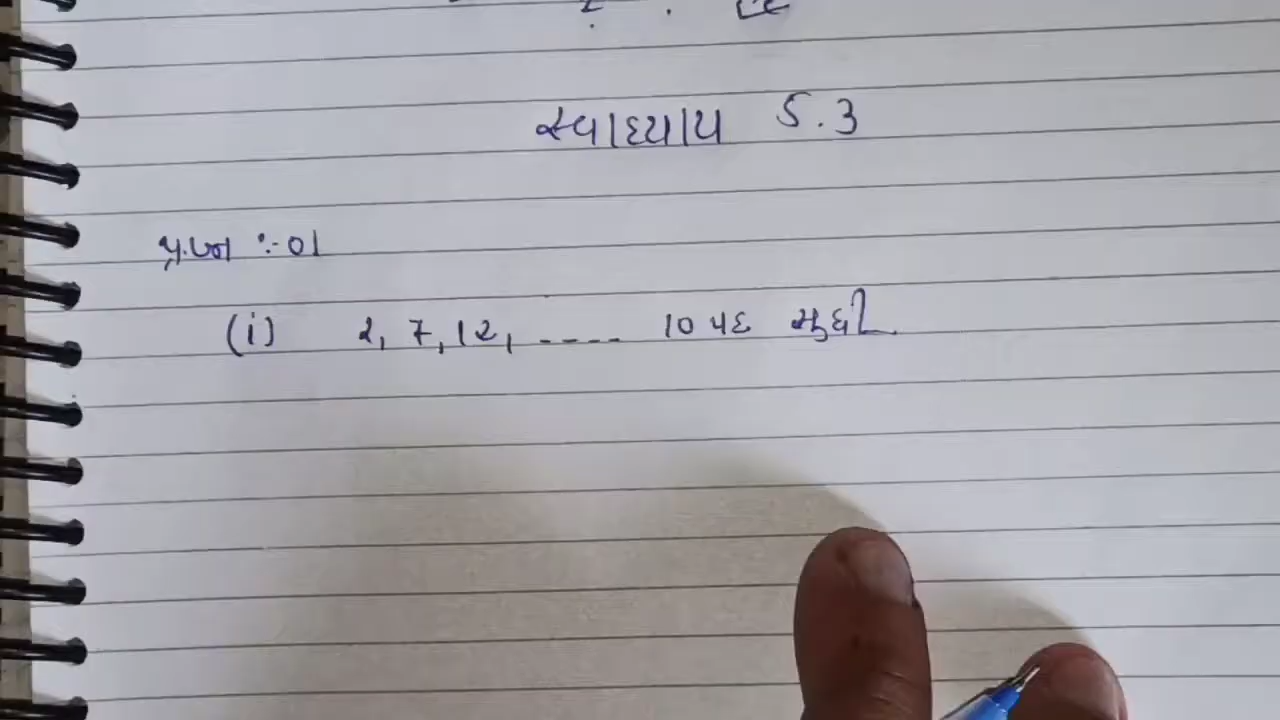 સ્વાધ્યાય 5.3
પ્રશ્ન :- 01
(i) 2, 7, 12, ---- 10 પદ સુધી